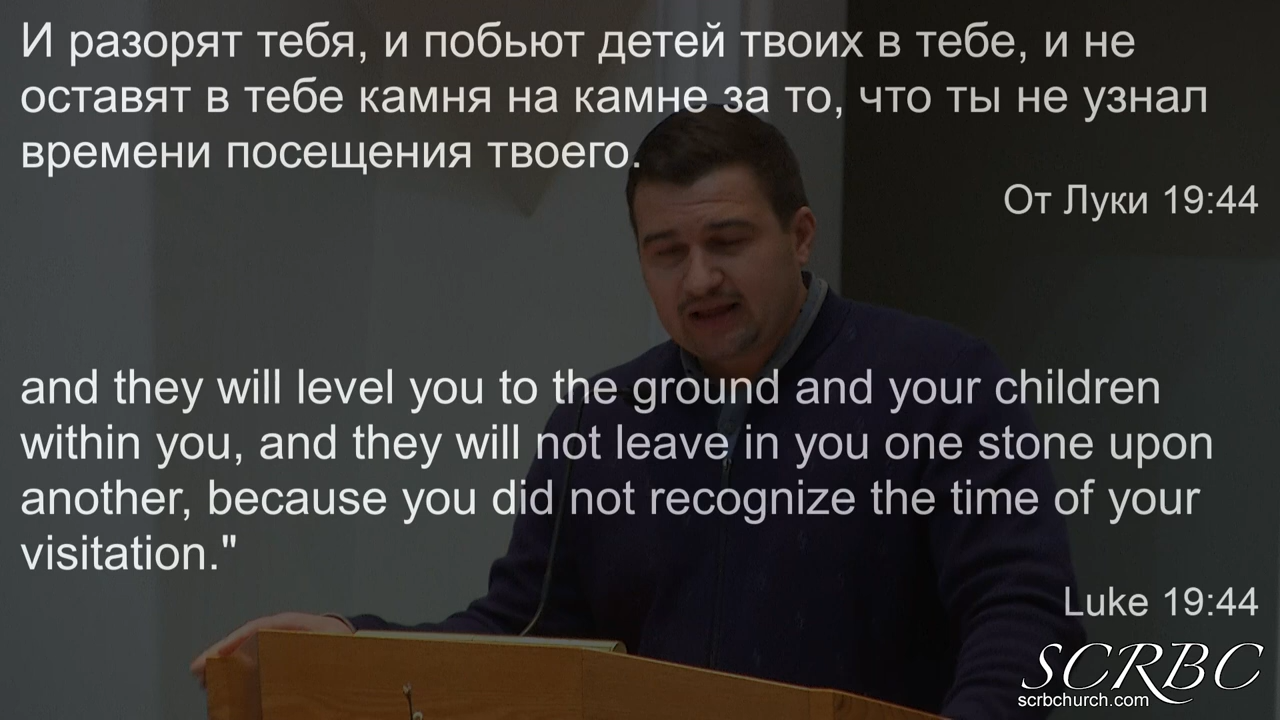 И разорят тебя, и побьют детей твоих в тебе, и не
оставят в тебе камня на камне за то, что ты не узнал
времени посещения твоего.
От Луки 19:44
and they will level you to the ground and your children
within you, and they will not leave in you one stone upon
another, because you did not recognize the time of your
visitation."
Luke 19:44
SCRBC
scrbchurch.com